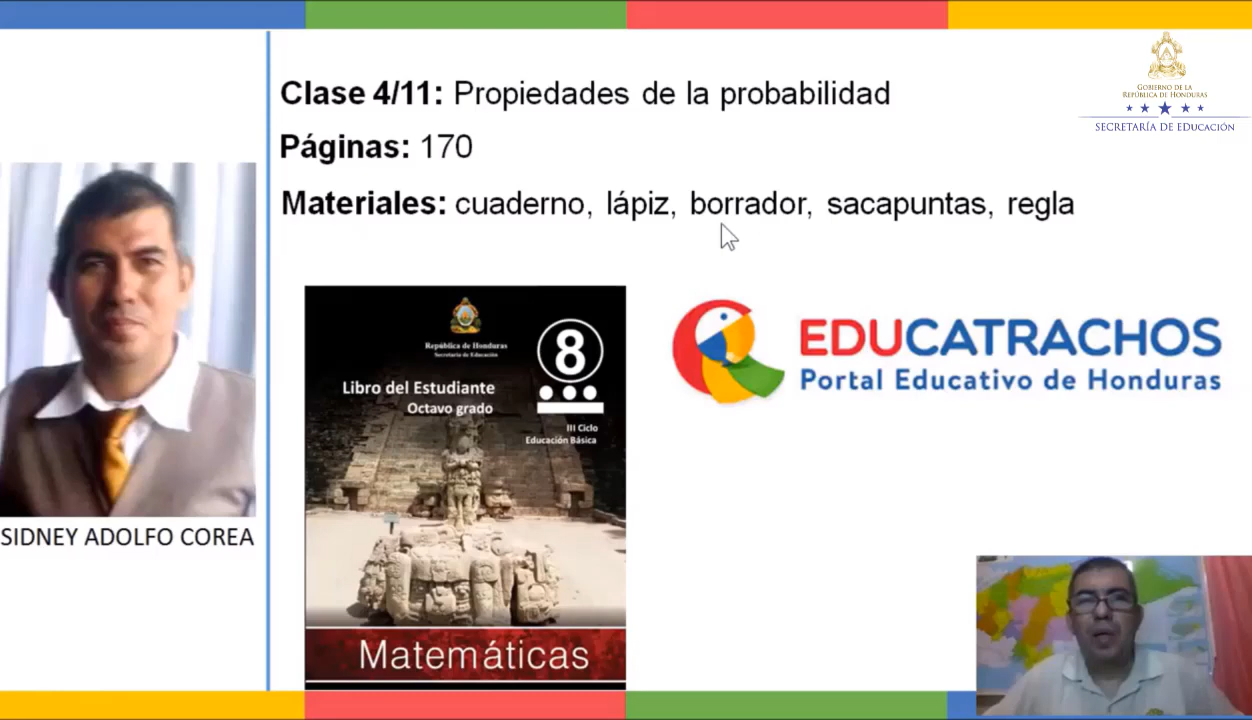 Clase 4/11: Propiedades de la probabilidad
Páginas: 170
Materiales: cuaderno, lápiz, borrador, sacapuntas, regla
GOBIERNO DE LA
REPÚBLICA DE HONDURAS
SECRETARÍA DE EDUCACIÓN
SIDNEY ADOLFO COREA
República de Honduras
Secretaría de Educación
8
Libro del Estudiante
Octavo grado
III Ciclo
Educación Básica
Matemáticas
EDUCATRACHOS
Portal Educativo de Honduras